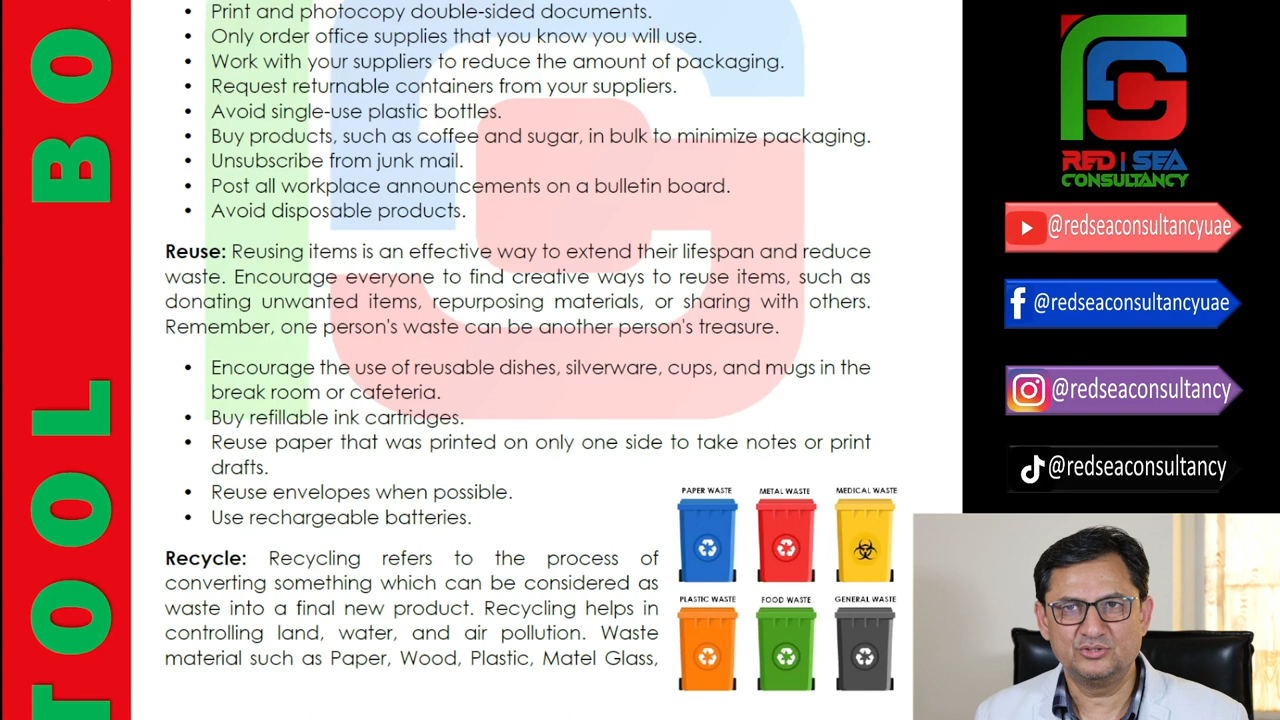 TOOL BO
• Print and photocopy double-sided documents.
• Only order office supplies that you know you will use.
• Work with your suppliers to reduce the amount of packaging.
• Request returnable containers from your suppliers.
• Avoid single-use plastic bottles.
• Buy products, such as coffee and sugar, in bulk to minimize packaging.
• Unsubscribe from junk mail.
• Post all workplace announcements on a bulletin board.
• Avoid disposable products.
Reuse: Reusing items is an effective way to extend their lifespan and reduce
waste. Encourage everyone to find creative ways to reuse items, such as
donating unwanted items, repurposing materials, or sharing with others.
Remember, one person's waste can be another person's treasure.
• Encourage the use of reusable dishes, silverware, cups, and mugs in the
break room or cafeteria.
• Buy refillable ink cartridges.
• Reuse paper that was printed on only one side to take notes or print
drafts.
• Reuse envelopes when possible.
• Use rechargeable batteries.
Recycle: Recycling refers to the process of
converting something which can be considered as
waste into a final new product. Recycling helps in
controlling land, water, and air pollution. Waste
material such as Paper, Wood, Plastic, Matel Glass,
PAPER WASTE METAL WASTE MEDICAL WASTE
PLASTIC WASTE FOOD WASTE GENERAL WASTE
RED | SEA
CONSULTANCY
@redseaconsultancyuae
@redseaconsultancyuae
@redseaconsultancy
@redseaconsultancy